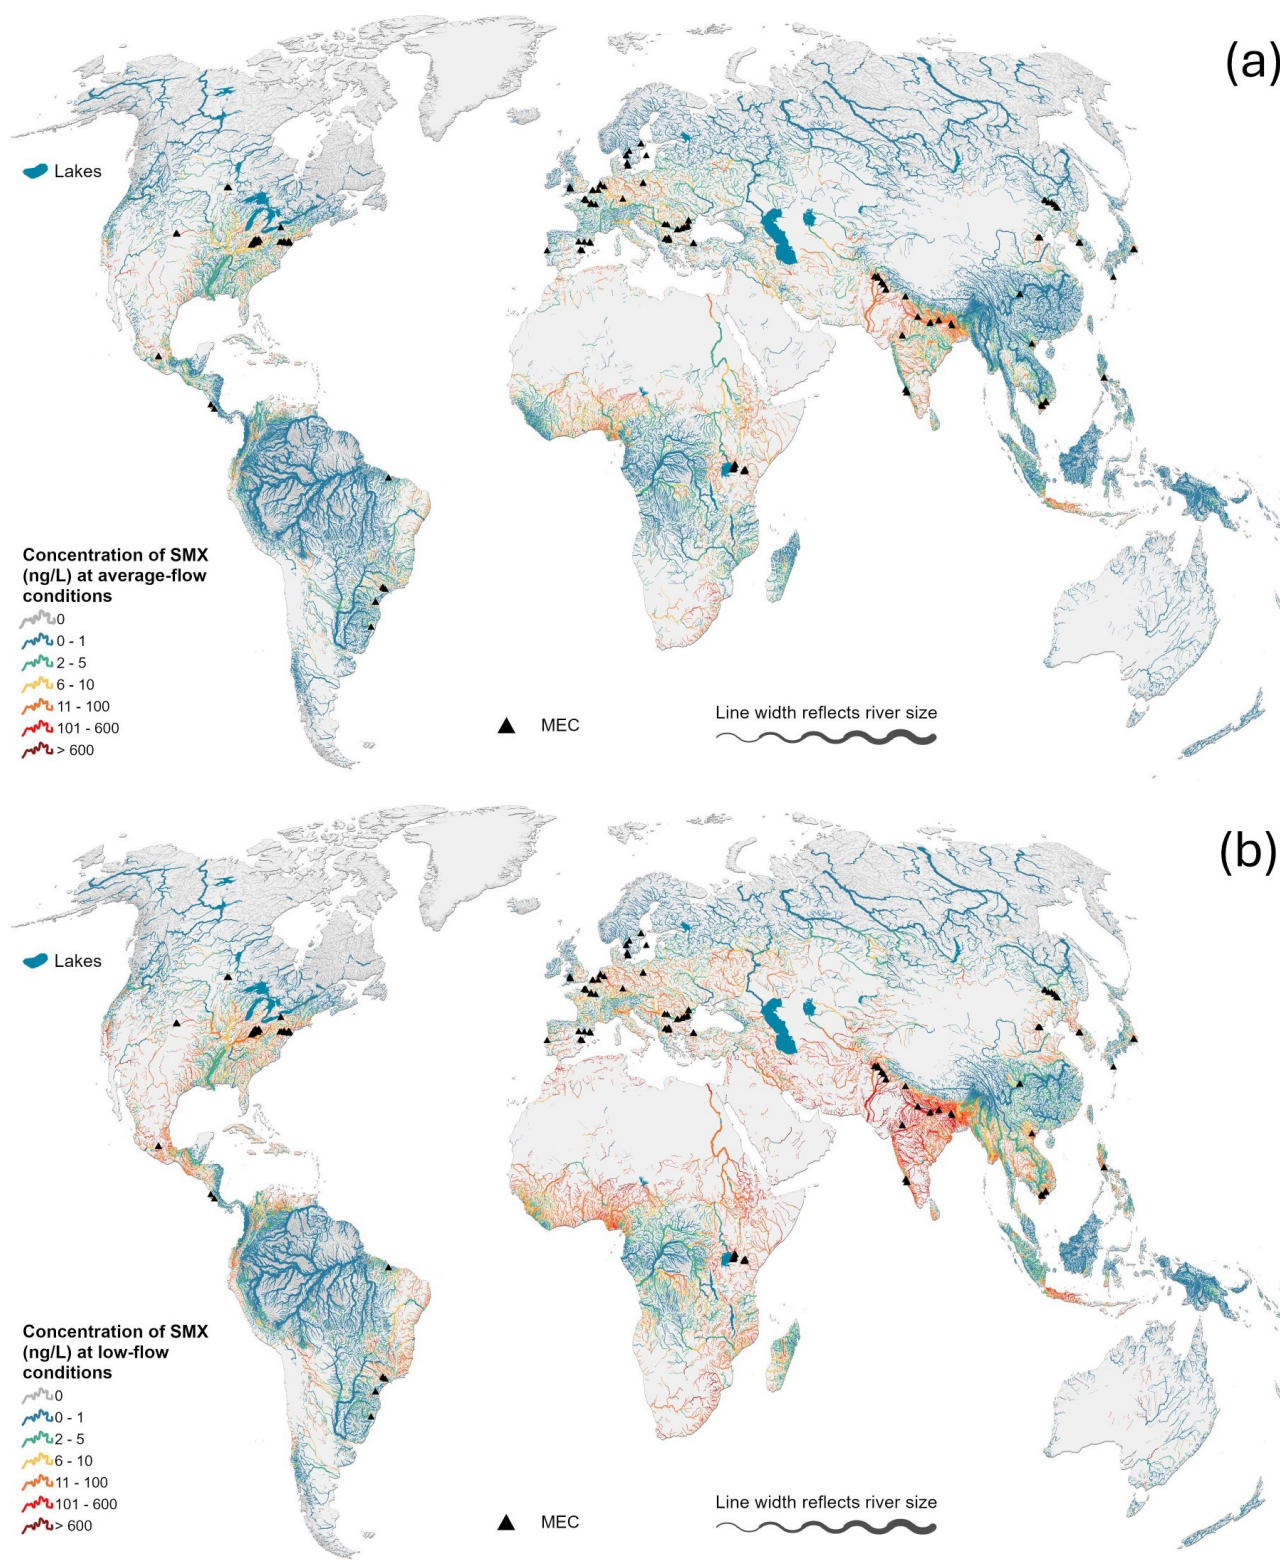 (a)
Lakes
Concentration of SMX
(ng/L) at average-flow
conditions
0
0 - 1
2 - 5
6 - 10
11 - 100
101 - 600
> 600
MEC
Line width reflects river size
(b)
Lakes
Concentration of SMX
(ng/L) at low-flow
conditions
0
0 - 1
2 - 5
6 - 10
11 - 100
101 - 600
> 600
MEC
Line width reflects river size